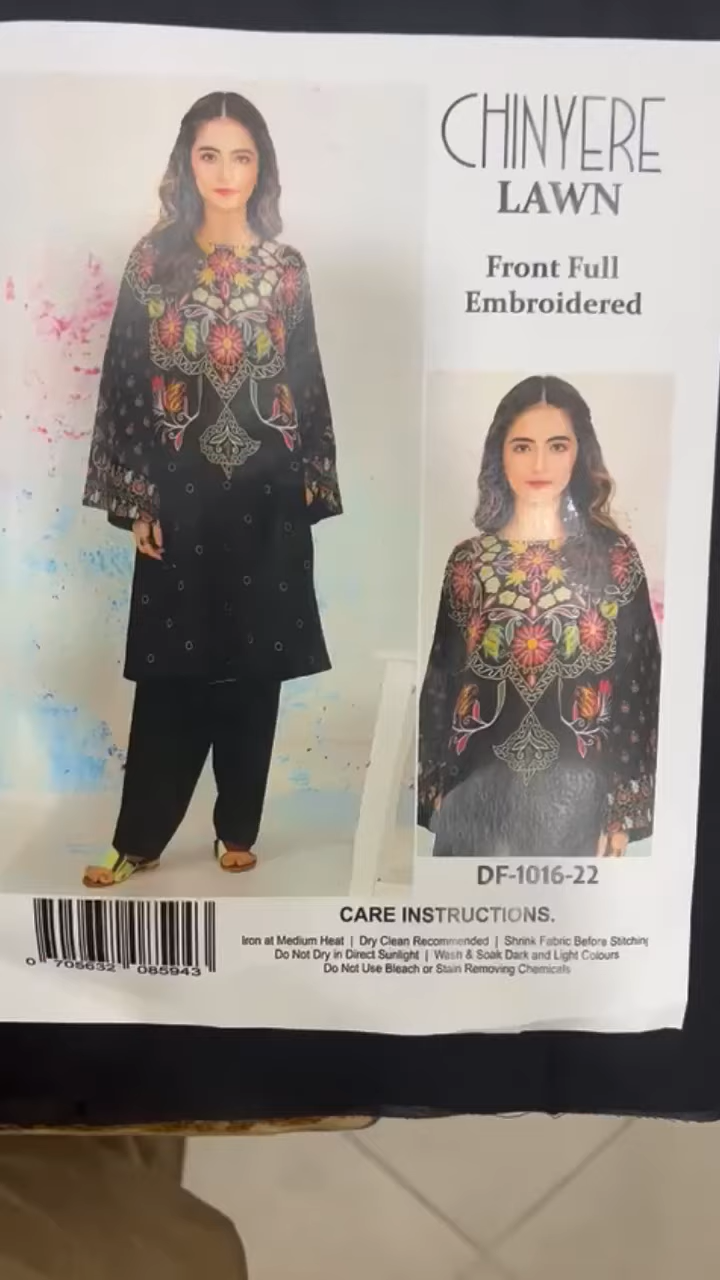 CHINYERE
LAWN
Front Full
Embroidered
DF-1016-22
CARE INSTRUCTIONS.
Iron at Medium Heat | Dry Clean Recommended | Shrink Fabric Before Stitching
Do Not Dry in Direct Sunlight | Wash & Soak Dark and Light Colours
Do Not Use Bleach or Stain Removing Chemicals
0 705632 085943